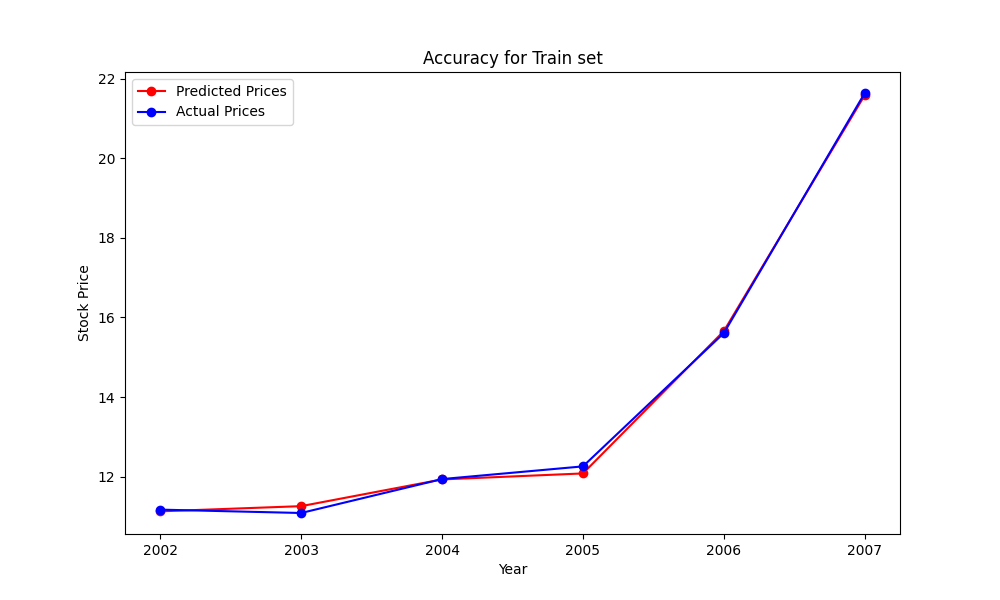 Accuracy for Train set
Predicted Prices
Actual Prices
22
20
18
16
14
12
Stock Price
2002 2003 2004 2005 2006 2007
Year